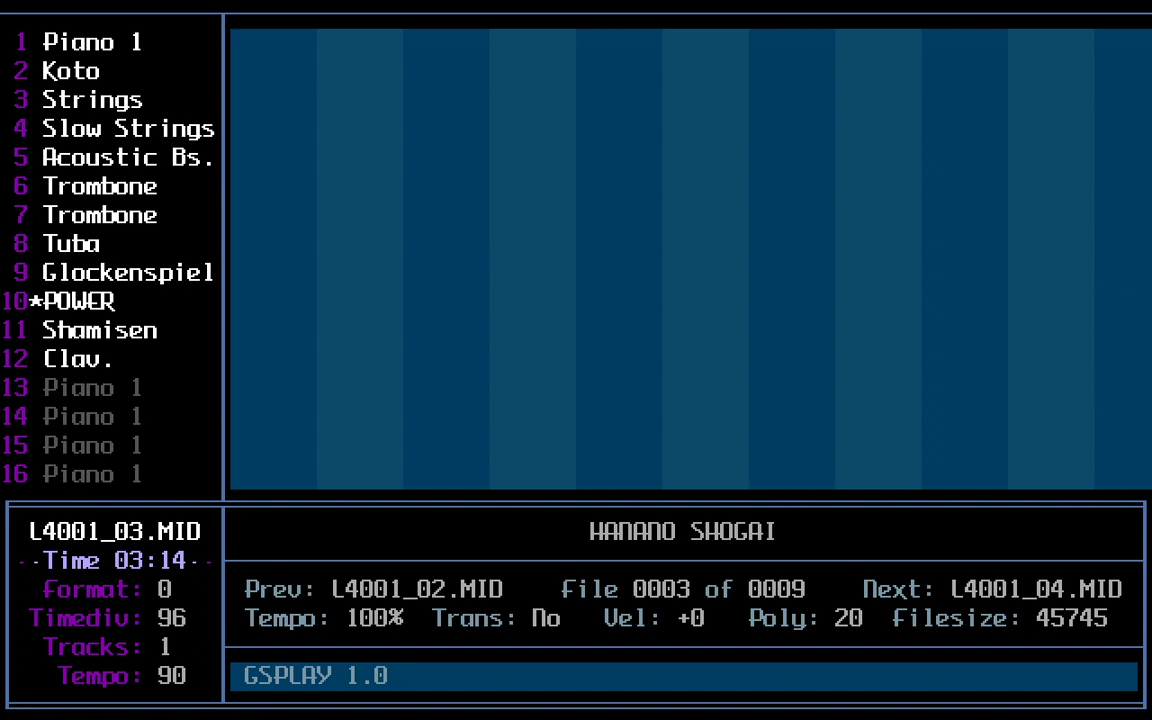 1 Piano 1
2 Koto
3 Strings
4 Slow Strings
5 Acoustic Bs.
6 Trombone
7 Trombone
8 Tuba
9 Glockenspiel
10*POWER
11 Shamisen
12 Clav.
13 Piano 1
14 Piano 1
15 Piano 1
16 Piano 1
L4001_03.MID
--Time 03:14--
Format: 0
Timediv: 96
Tracks: 1
Tempo: 90
HANANO SHOGAI
Prev: L4001_02.MID File 0003 of 0009 Next: L4001_04.MID
Tempo: 100% Trans: No Vel: +0 Poly: 20 Filesize: 45745
GSPLAY 1.0